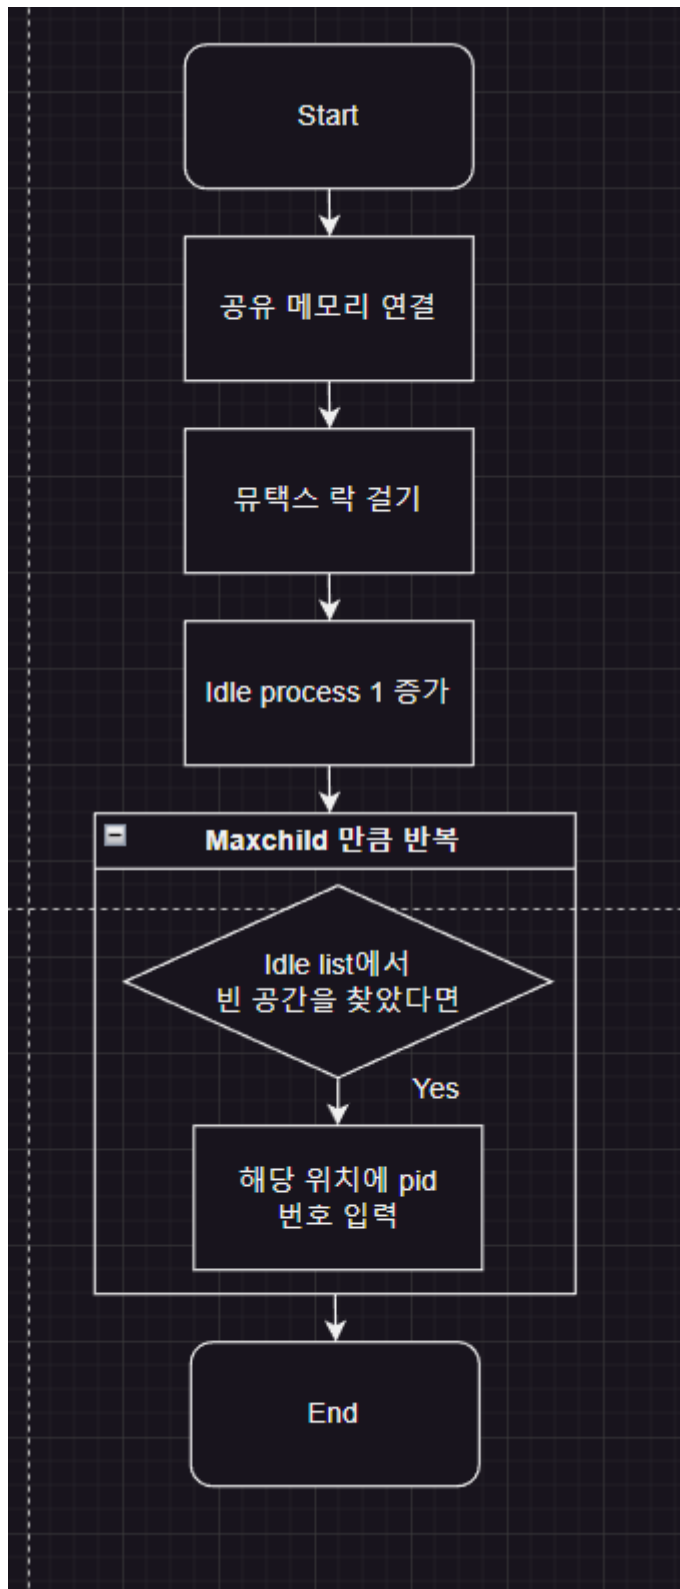 Start
공유 메모리 연결
뮤택스 락 걸기
Idle process 1 증가
Maxchild 만큼 반복
Idle list에서
빈 공간을 찾았다면
Yes
해당 위치에 pid
번호 입력
End